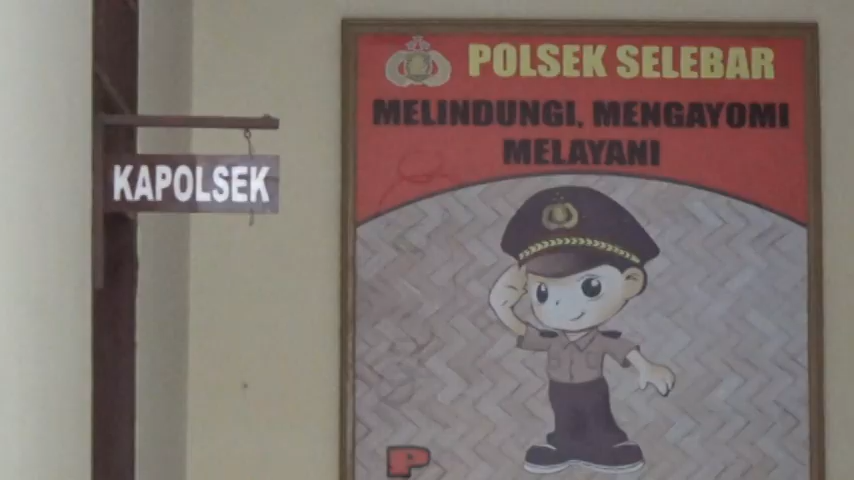 KAPOLSEK
POLSEK SELEBAR
MELINDUNGI, MENGAYOMI
MELAYANI
P